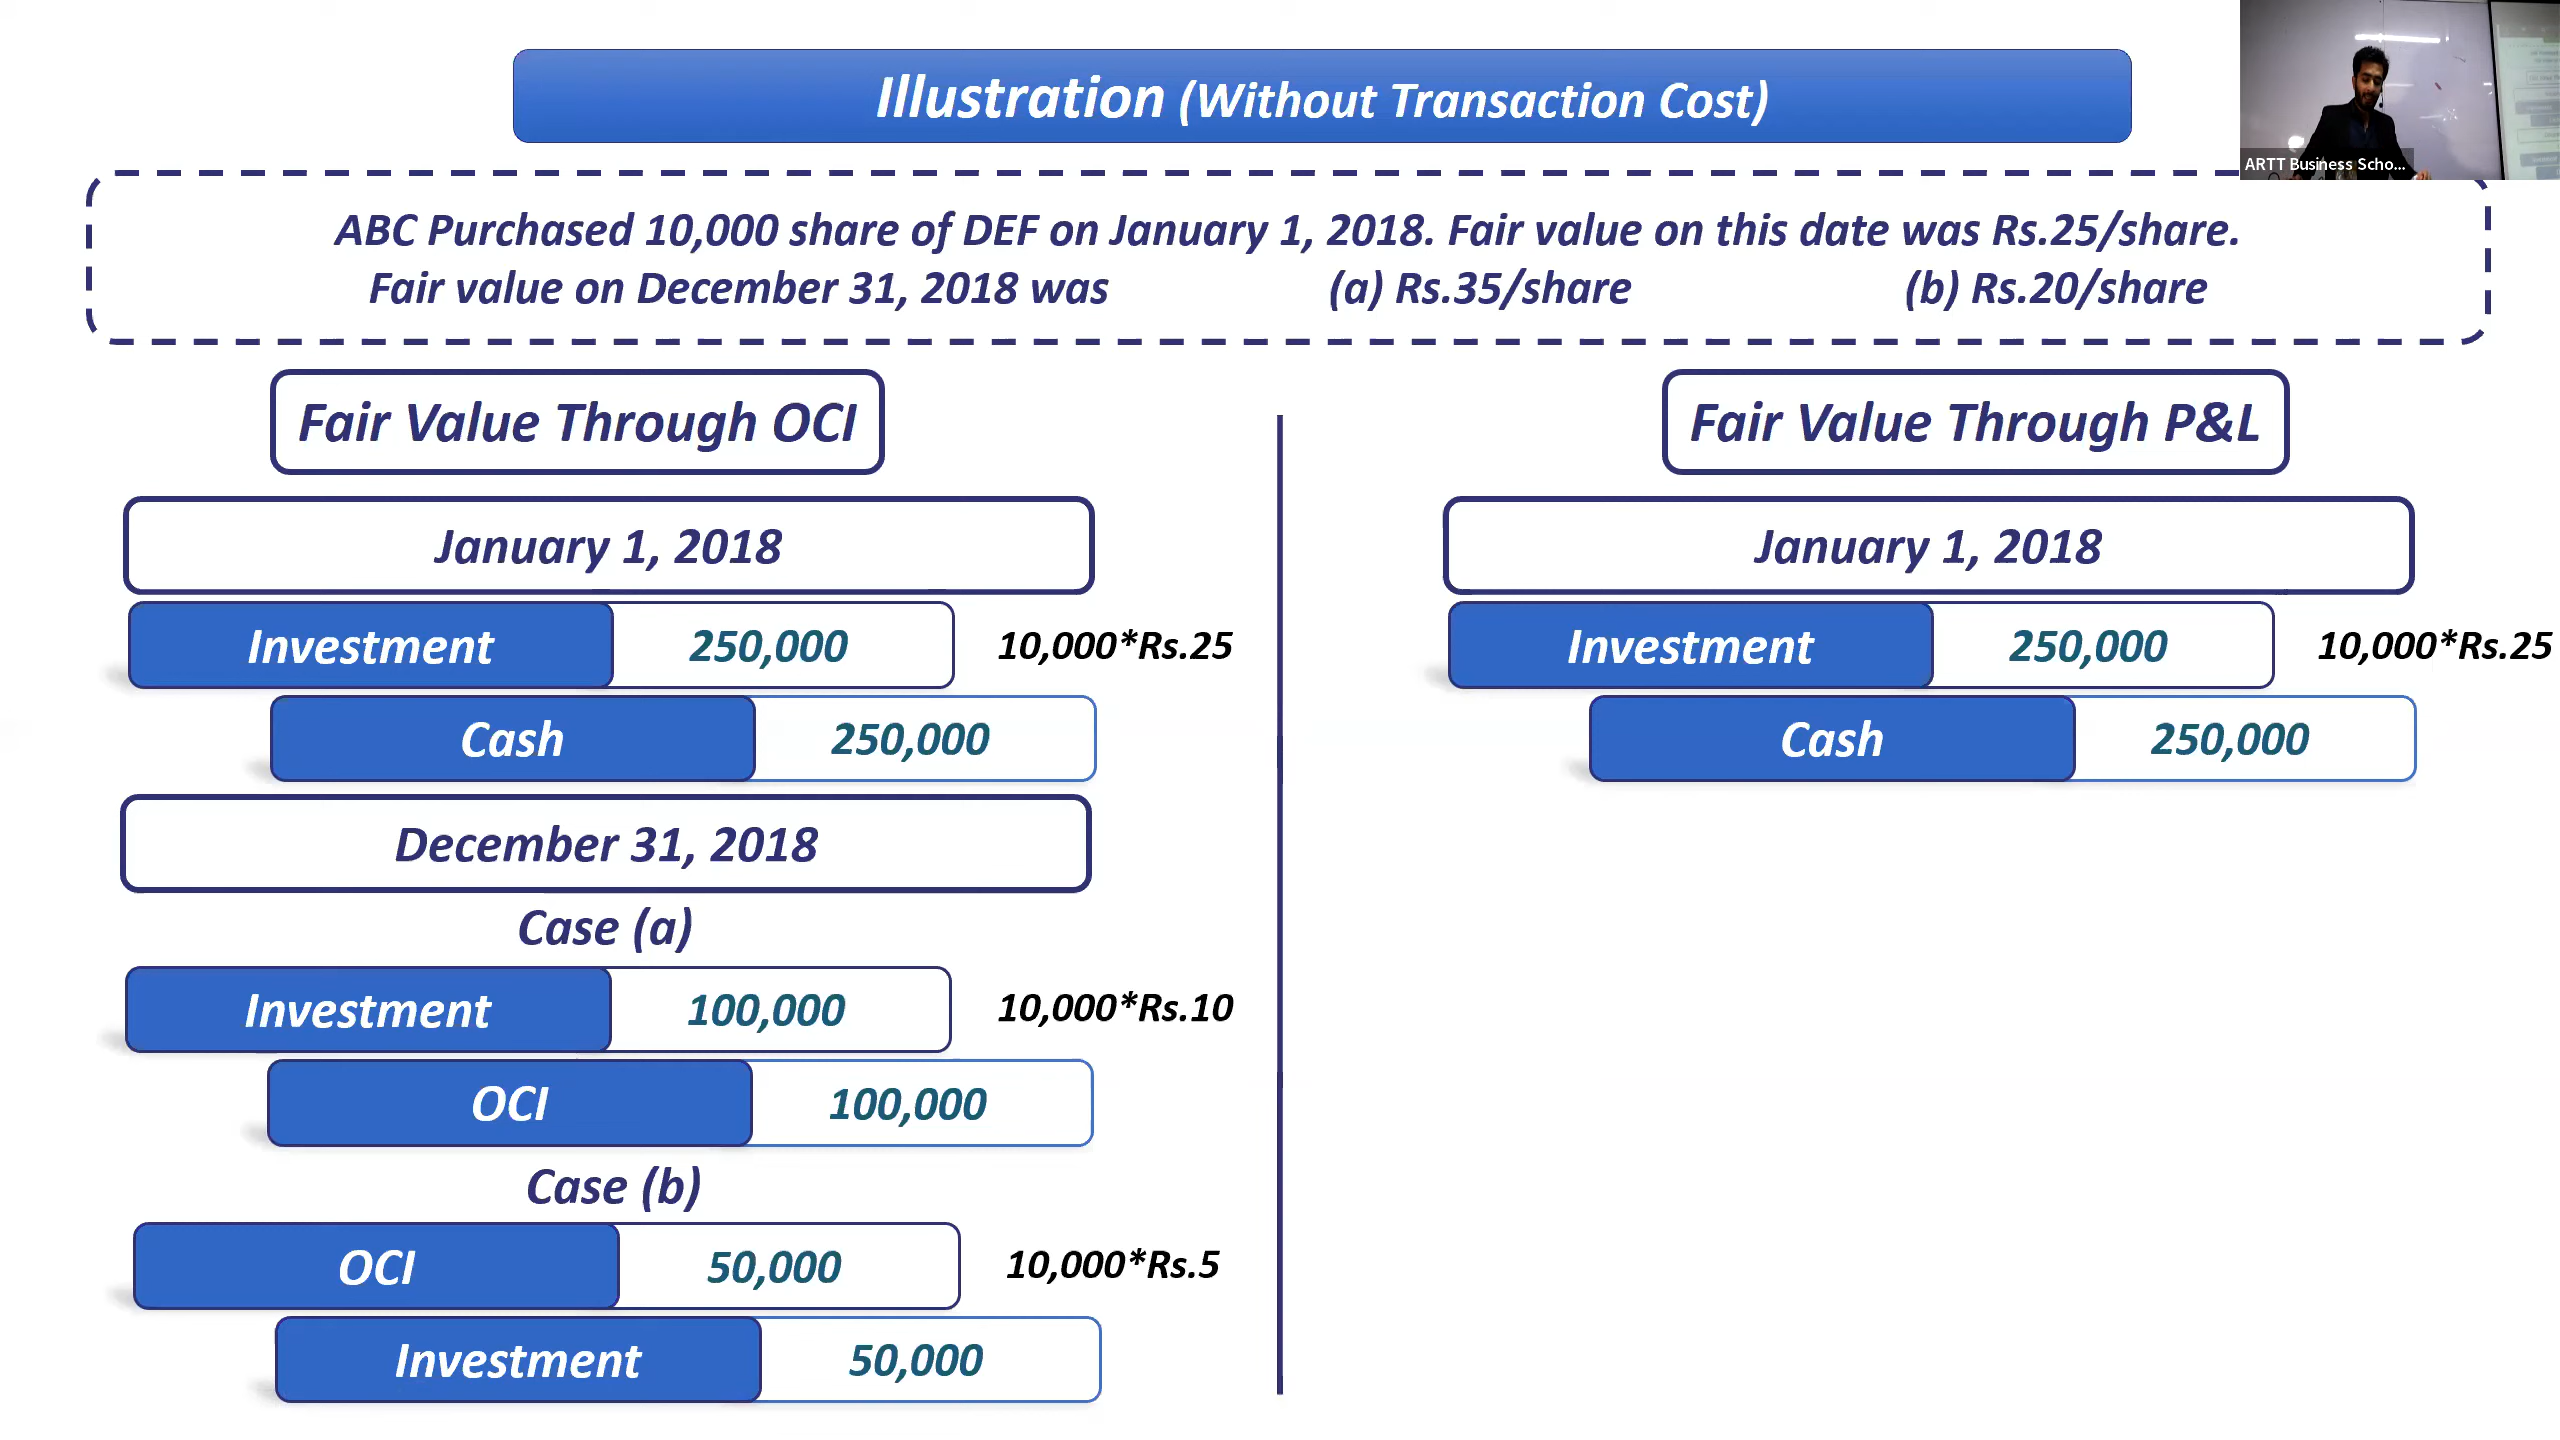 Illustration (Without Transaction Cost)
ARTT Business Scho...
ABC Purchased 10,000 share of DEF on January 1, 2018. Fair value on this date was Rs.25/share.
Fair value on December 31, 2018 was (a) Rs.35/share (b) Rs.20/share
Fair Value Through OCI
January 1, 2018
Investment 250,000 10,000*Rs.25
Cash 250,000
December 31, 2018
Case (a)
Investment 100,000 10,000*Rs.10
OCI 100,000
Case (b)
OCI 50,000 10,000*Rs.5
Investment 50,000
Fair Value Through P&L
January 1, 2018
Investment 250,000 10,000*Rs.25
Cash 250,000